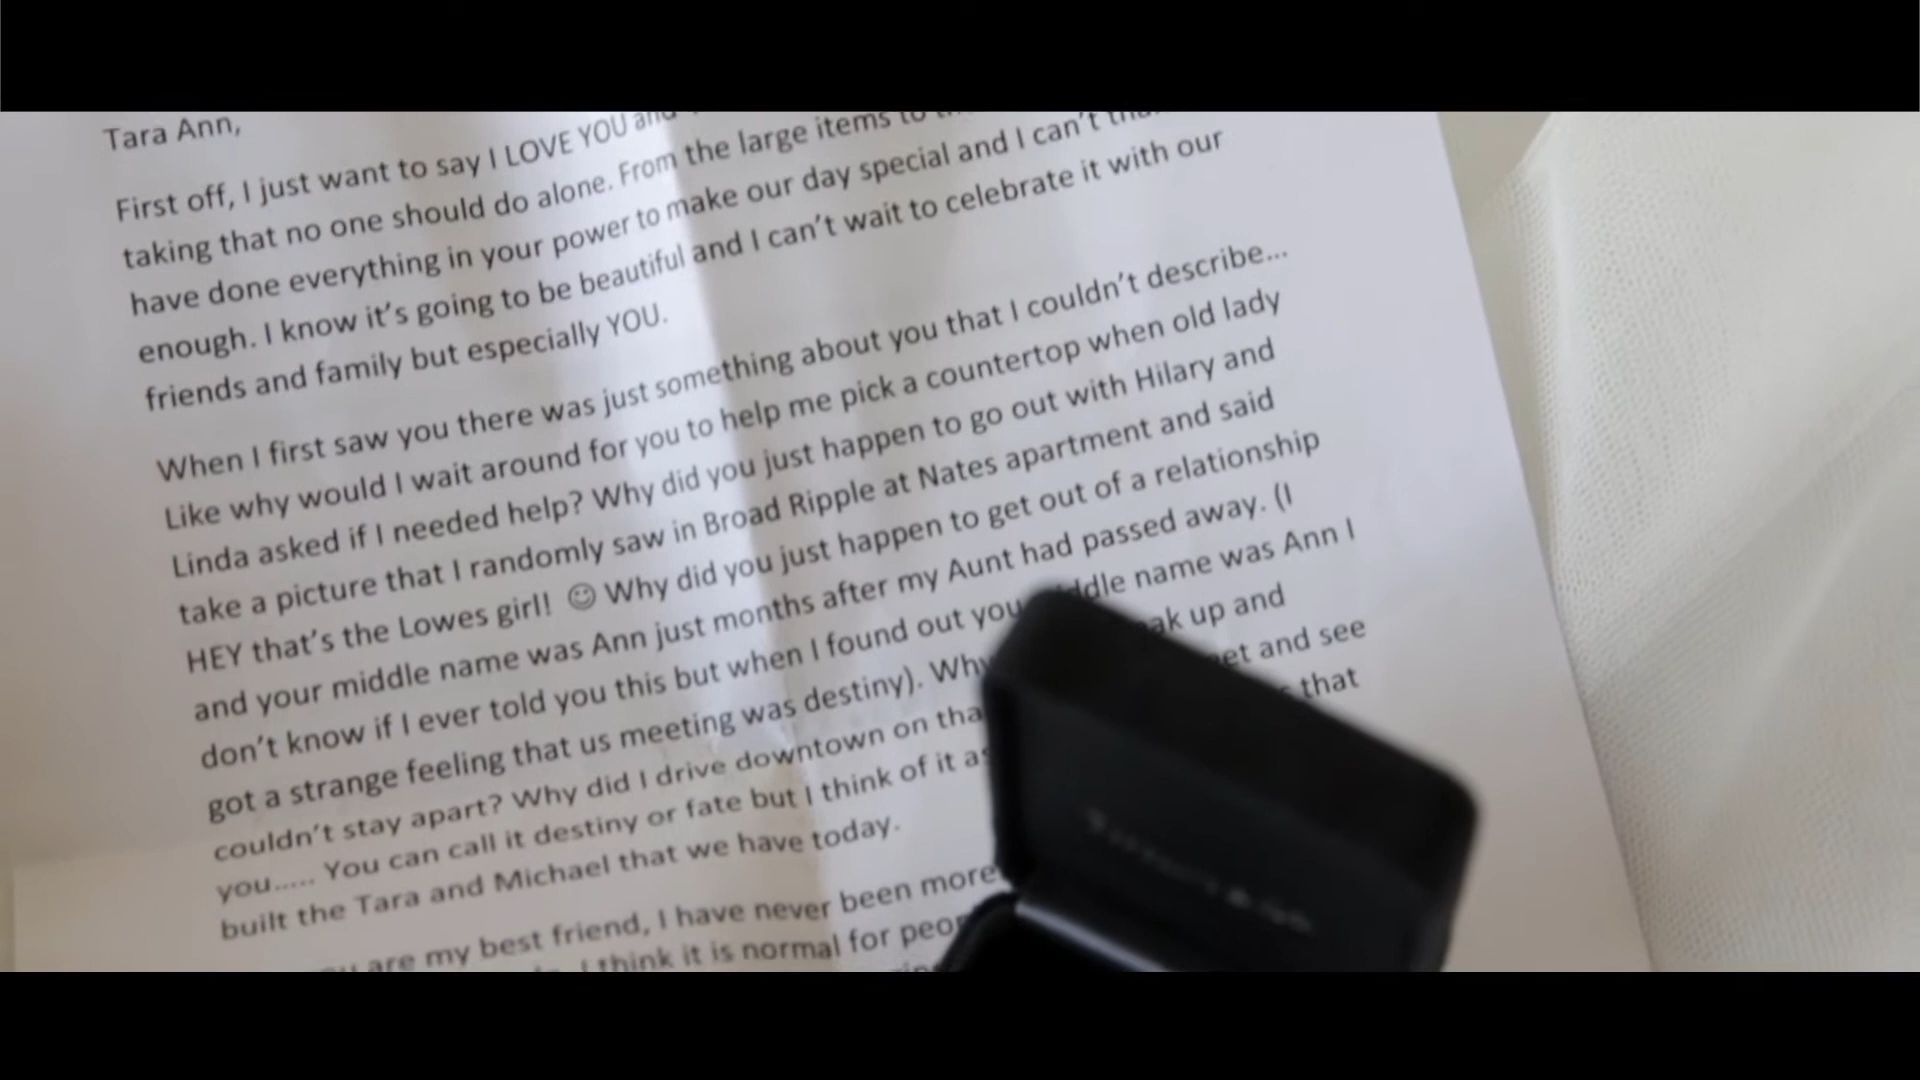 Tara Ann,
First off, I just want to say I LOVE YOU and
taking that no one should do alone. From the large items to
have done everything in your power to make our day special and I can't
enough. I know it's going to be beautiful and I can't wait to celebrate it with our
friends and family but especially YOU.
When I first saw you there was just something about you that I couldn't describe...
Like why would I wait around for you to help me pick a countertop when old lady
Linda asked if I needed help? Why did you just happen to go out with Hilary and
take a picture that I randomly saw in Broad Ripple at Nates apartment and said
HEY that's the Lowes girl! ☺ Why did you just happen to get out of a relationship
and your middle name was Ann just months after my Aunt had passed away. (I
don't know if I ever told you this but when I found out you name was Ann I
got a strange feeling that us meeting was destiny). Why up and
couldn't stay apart? Why did I drive downtown on and see
you..... You can call it destiny or fate but I think of it as that
built the Tara and Michael that we have today.
are my best friend, I have never been more
I think it is normal for